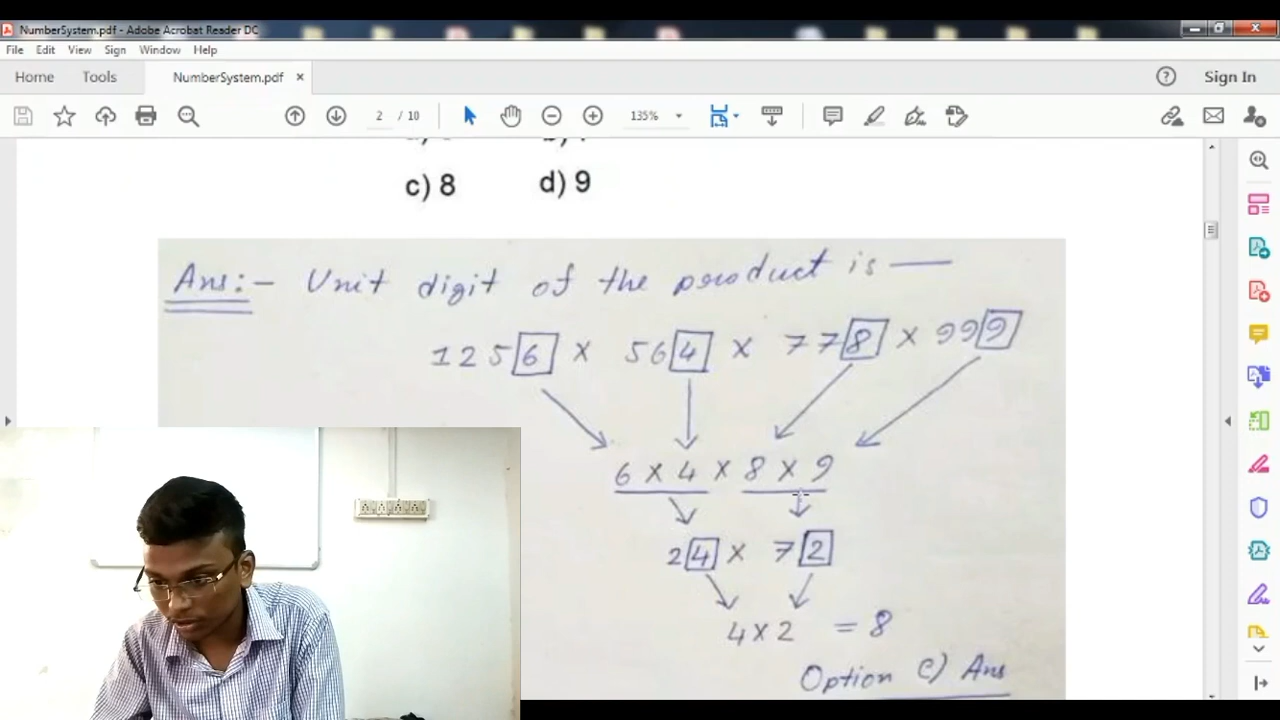 NumberSystem.pdf - Adobe Acrobat Reader DC
File Edit View Sign Window Help
Home Tools NumberSystem.pdf × Sign In
2 / 10 135%
c) 8 d) 9
Ans:- Unit digit of the product is —
1256 × 564 × 778 × 999
6 × 4 × 8 × 9
24 × 72
4 × 2 = 8
Option C) Ans